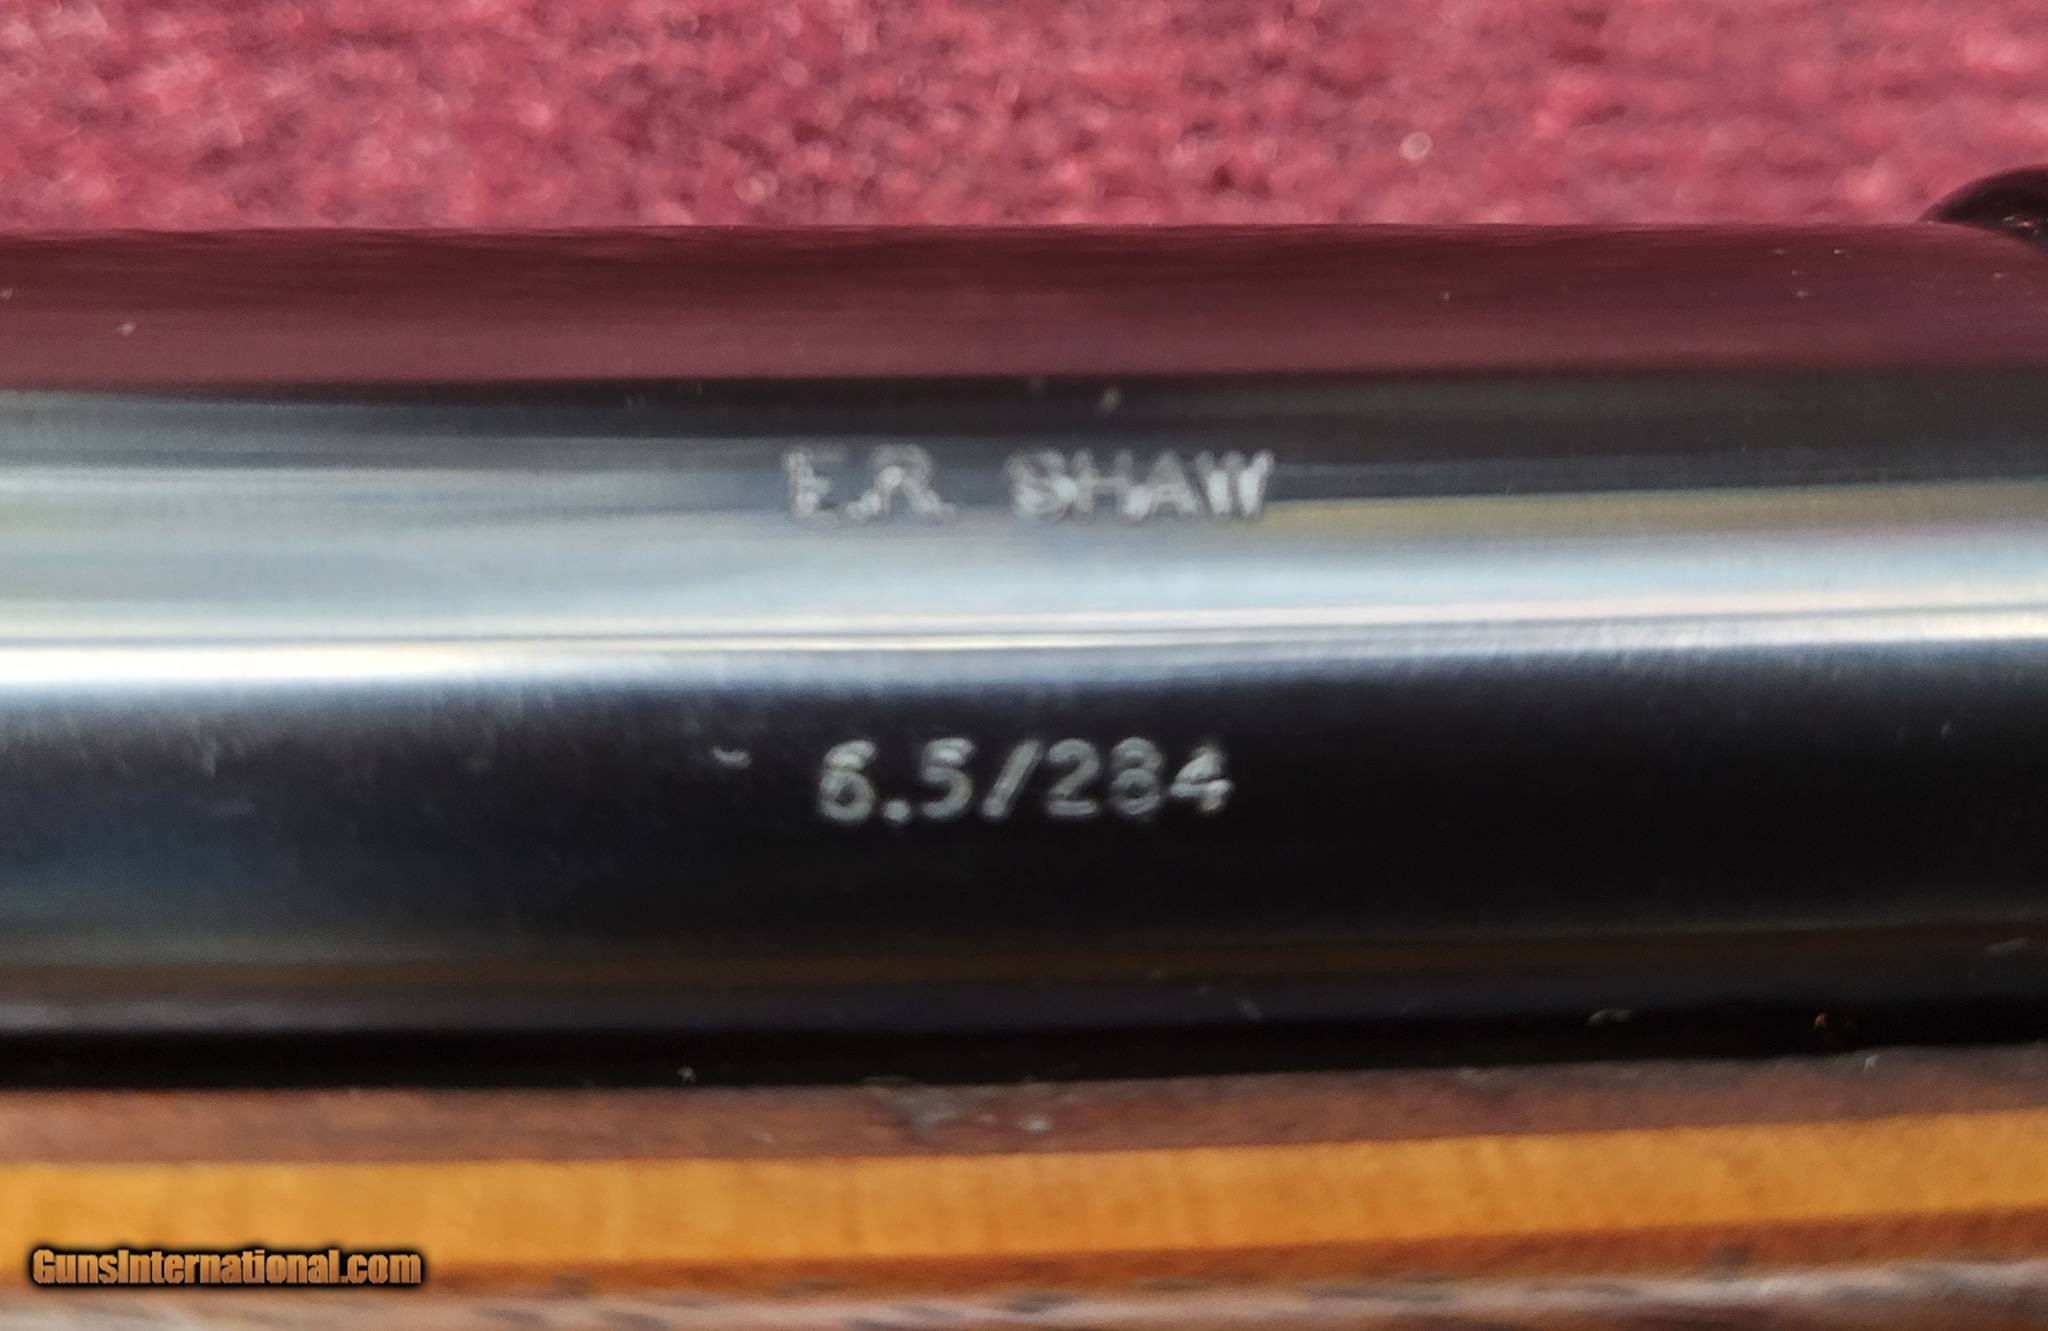 E.R. SHAW
6.5/284
GunsInternational.com